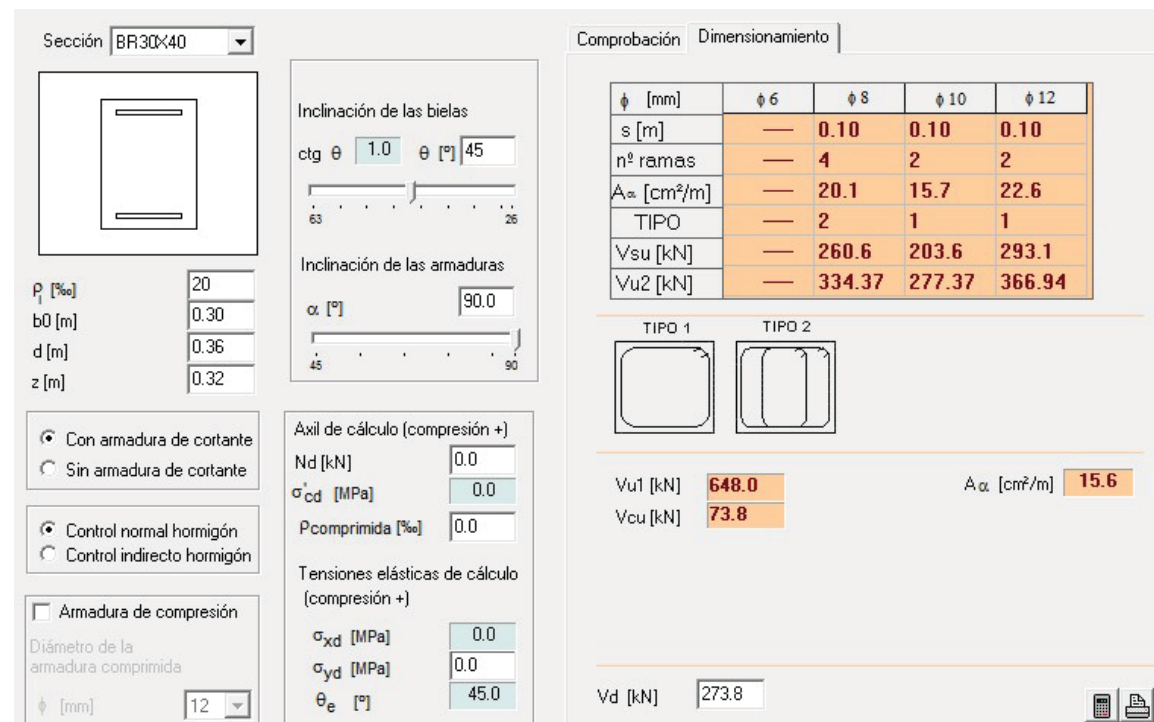 Sección BR30X40
ρl [‰] 20
b0 [m] 0.30
d [m] 0.36
z [m] 0.32
Con armadura de cortante
Sin armadura de cortante
Control normal hormigón
Control indirecto hormigón
Armadura de compresión
Diámetro de la
armadura comprimida
ϕ [mm] 12
Inclinación de las bielas
ctg θ 1.0 θ [º] 45
63 26
Inclinación de las armaduras
α [º] 90.0
45 90
Axil de cálculo (compresión +)
Nd [kN] 0.0
σ'cd [MPa] 0.0
ρcomprimida [‰] 0.0
Tensiones elásticas de cálculo
(compresión +)
σxd [MPa] 0.0
σyd [MPa] 0.0
θe [º] 45.0
Comprobación Dimensionamiento
ϕ [mm] ϕ 6 ϕ 8 ϕ 10 ϕ 12
s [m] — 0.10 0.10 0.10
nº ramas — 4 2 2
Aα [cm²/m] — 20.1 15.7 22.6
TIPO — 2 1 1
Vsu [kN] — 260.6 203.6 293.1
Vu2 [kN] — 334.37 277.37 366.94
TIPO 1 TIPO 2
Vu1 [kN] 648.0 Aα [cm²/m] 15.6
Vcu [kN] 73.8
Vd [kN] 273.8